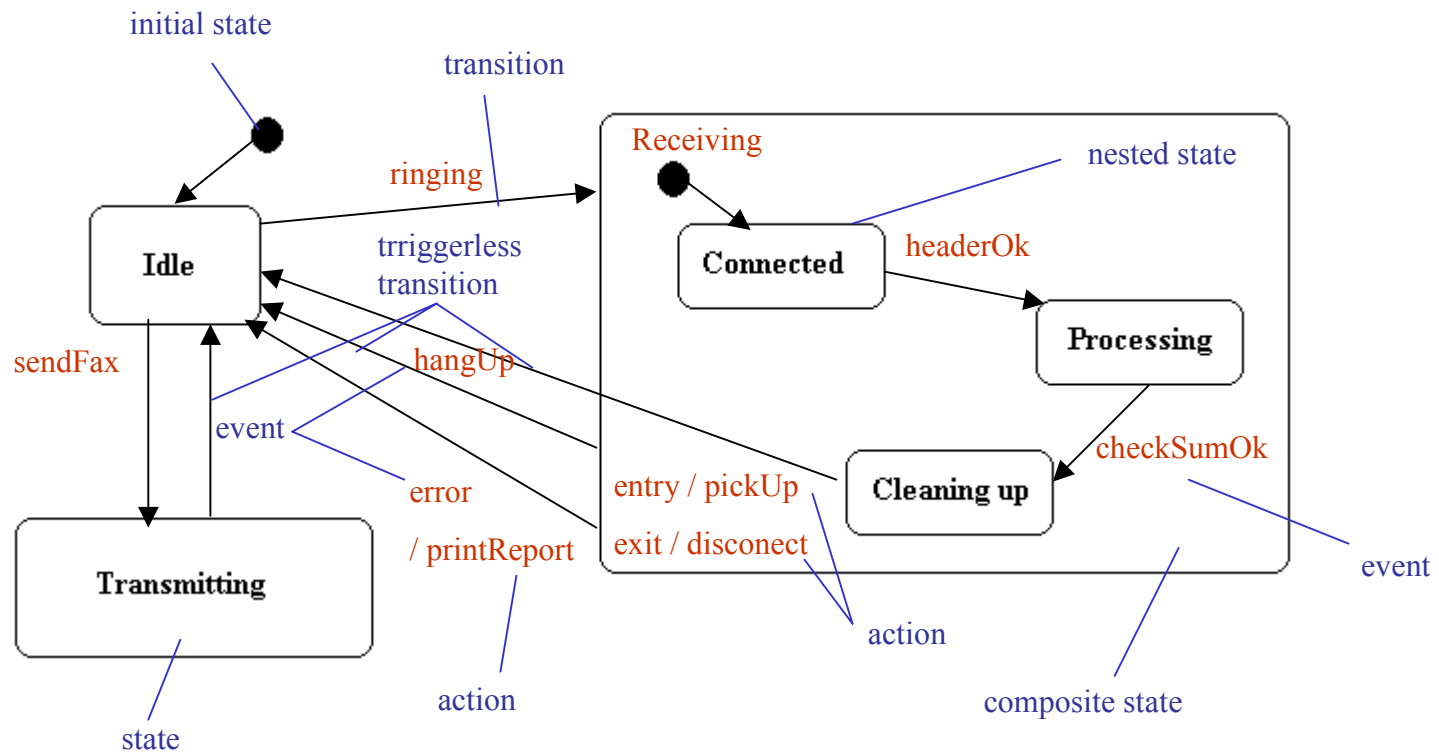 initial state
transition
Receiving
nested state
ringing
headerOk
trriggerless
transition
Idle
Connected
Processing
sendFax
hangUp
event
checkSumOk
error
entry / pickUp
Cleaning up
/ printReport
exit / disconect
event
Transmitting
action
action
composite state
state